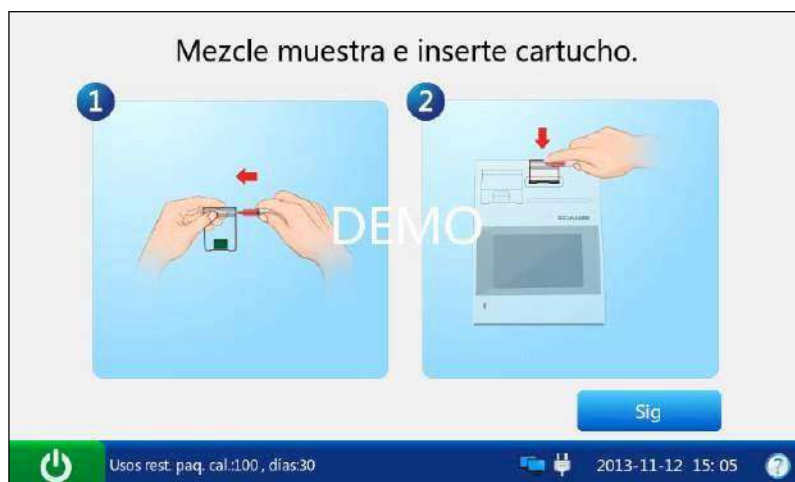 Mezcle muestra e inserte cartucho.
1
2
DEMO
Sig
Usos rest. paq. cal.:100 , días:30
2013-11-12 15: 05
?